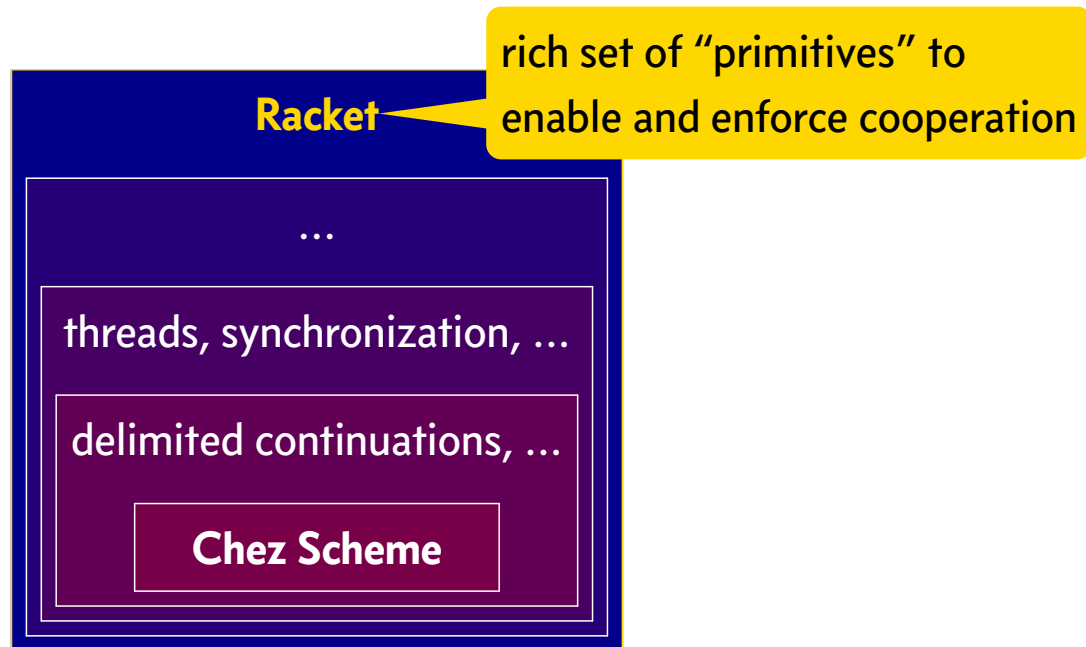 rich set of “primitives” to
enable and enforce cooperation
Racket
...
threads, synchronization, ...
delimited continuations, ...
Chez Scheme